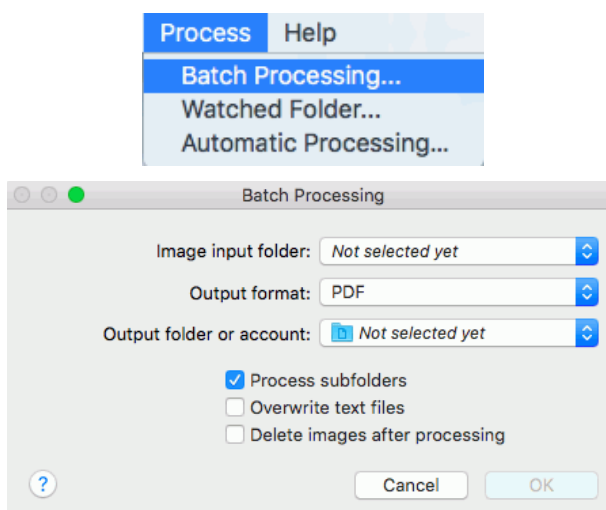 Process Help
Batch Processing...
Watched Folder...
Automatic Processing...
Batch Processing
Image input folder: Not selected yet
Output format: PDF
Output folder or account: Not selected yet
Process subfolders
Overwrite text files
Delete images after processing
? Cancel OK